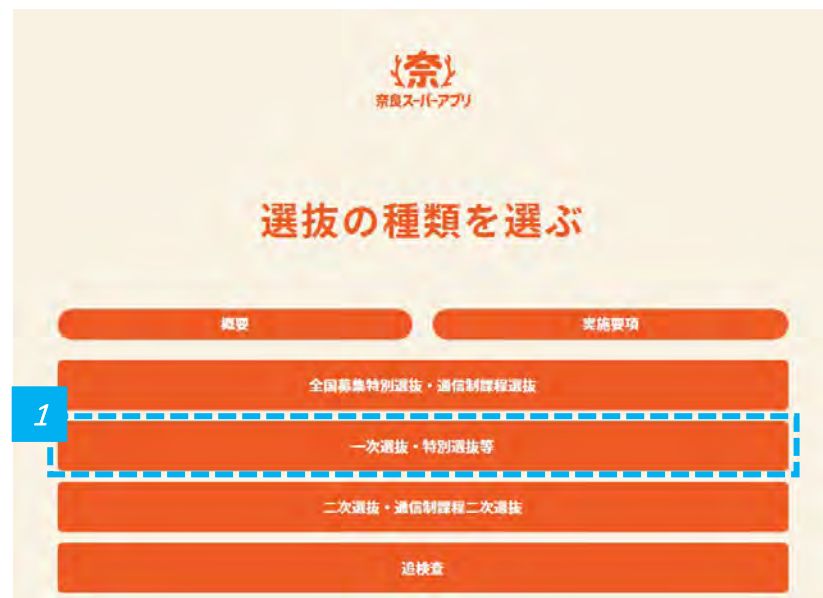 奈
奈良スーパーアプリ
選抜の種類を選ぶ
概要
実施要項
全国募集特別選抜・通信制課程選抜
1
一次選抜・特別選抜等
二次選抜・通信制課程二次選抜
追検査